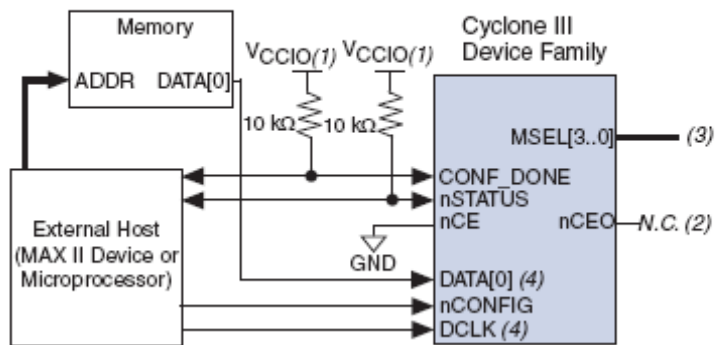 Memory
ADDR DATA[0]
VCCIO(1) VCCIO(1)
10 kΩ 10 kΩ
Cyclone III
Device Family
MSEL[3..0] (3)
CONF_DONE
nSTATUS
nCE nCEO N.C. (2)
GND
DATA[0] (4)
nCONFIG
DCLK (4)
External Host
(MAX II Device or
Microprocessor)